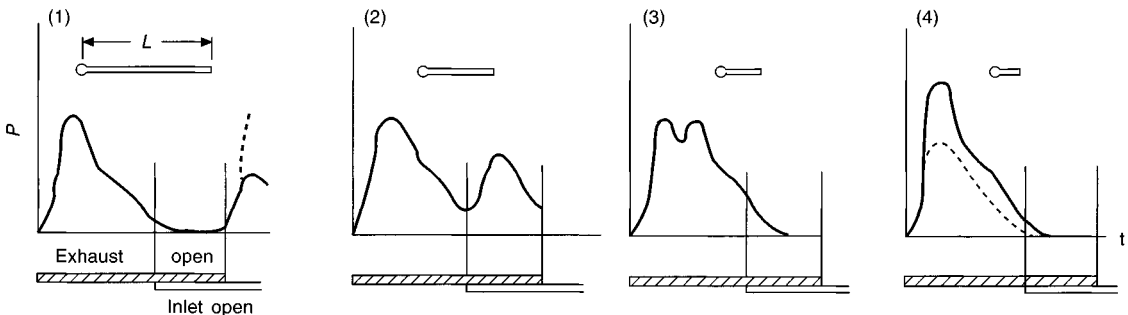 (1)
(2)
(3)
(4)
L
P
t
Exhaust open
Inlet open